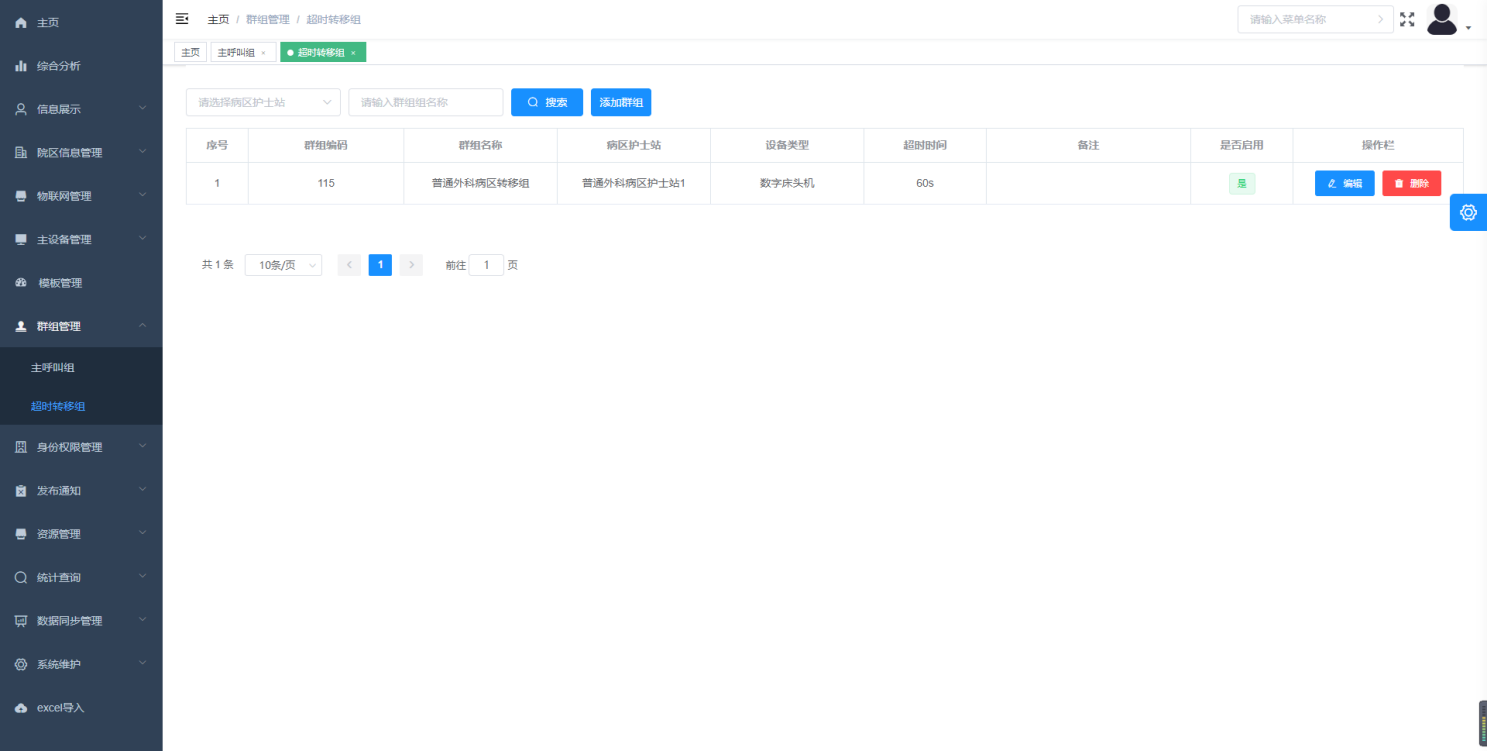 主页
综合分析
信息展示
院区信息管理
物联网管理
主设备管理
模板管理
群组管理
主呼叫组
超时转移组
身份权限管理
发布通知
资源管理
统计查询
数据同步管理
系统维护
excel导入
主页 / 群组管理 / 超时转移组
请输入菜单名称
主页 主呼叫组 × 超时转移组 ×
请选择病区护士站 请输入群组组名称 搜索 添加群组
序号 群组编码 群组名称 病区护士站 设备类型 超时时间 备注 是否启用 操作栏
1 115 普通外科病区转移组 普通外科病区护士站1 数字床头机 60s 是 编辑 删除
共 1 条 10条/页 1 前往 1 页